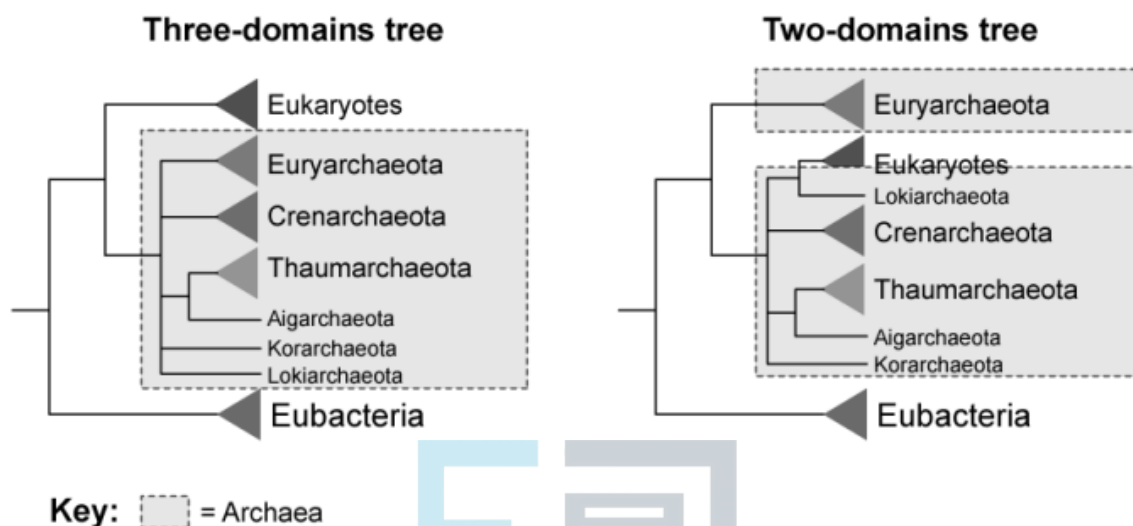 Three-domains tree
Eukaryotes
Euryarchaeota
Crenarchaeota
Thaumarchaeota
Aigarchaeota
Korarchaeota
Lokiarchaeota
Eubacteria
Two-domains tree
Euryarchaeota
Eukaryotes
Lokiarchaeota
Crenarchaeota
Thaumarchaeota
Aigarchaeota
Korarchaeota
Eubacteria
Key: = Archaea